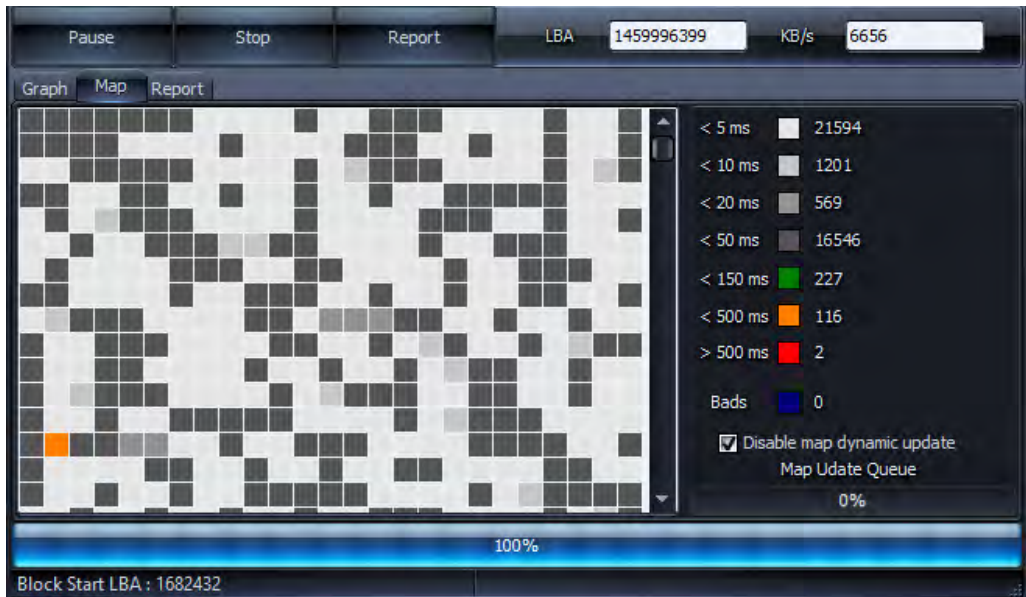 Pause Stop Report LBA 1459996399 KB/s 6656
Graph Map Report
< 5 ms 21594
< 10 ms 1201
< 20 ms 569
< 50 ms 16546
< 150 ms 227
< 500 ms 116
> 500 ms 2
Bads 0
Disable map dynamic update
Map Udate Queue
0%
100%
Block Start LBA : 1682432